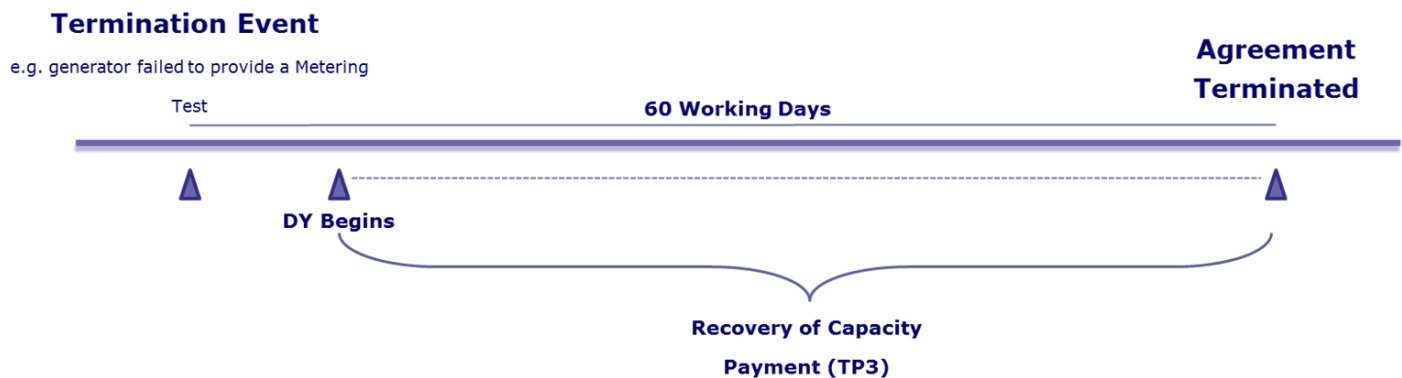 Termination Event
e.g. generator failed to provide a Metering
Test
60 Working Days
Agreement
Terminated
DY Begins
Recovery of Capacity
Payment (TP3)